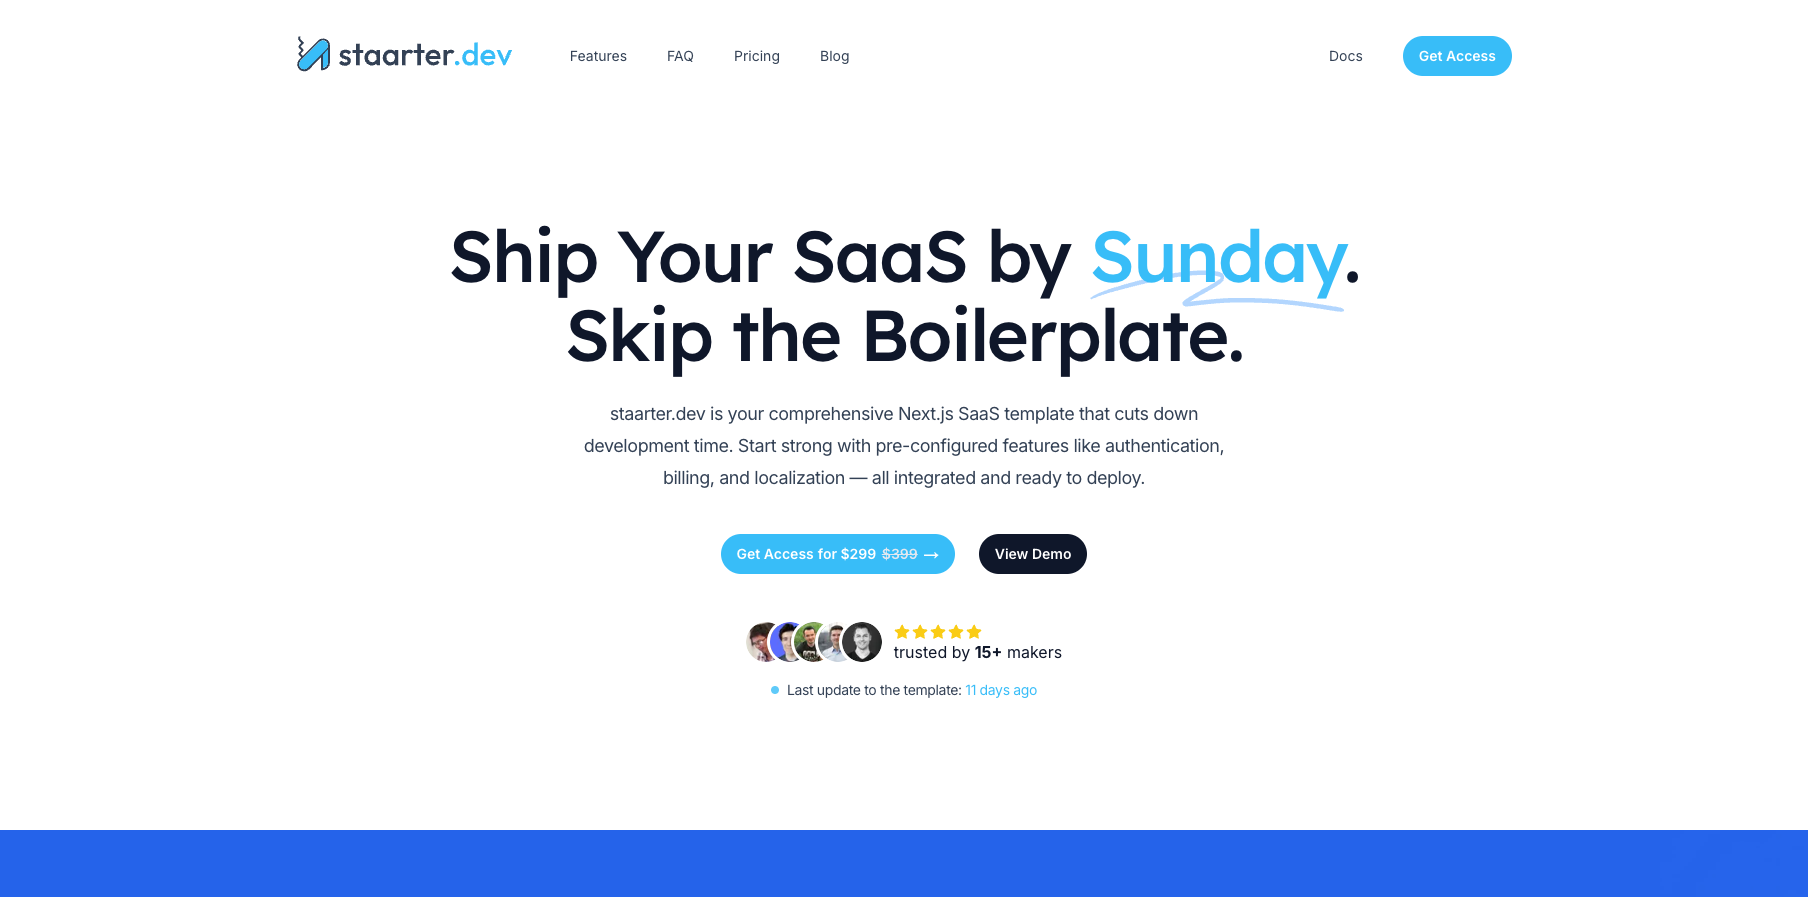 staarter.dev
Features
FAQ
Pricing
Blog
Docs
Get Access
Ship Your SaaS by Sunday.
Skip the Boilerplate.
staarter.dev is your comprehensive Next.js SaaS template that cuts down
development time. Start strong with pre-configured features like authentication,
billing, and localization — all integrated and ready to deploy.
Get Access for $299 $399 →
View Demo
trusted by 15+ makers
Last update to the template: 11 days ago